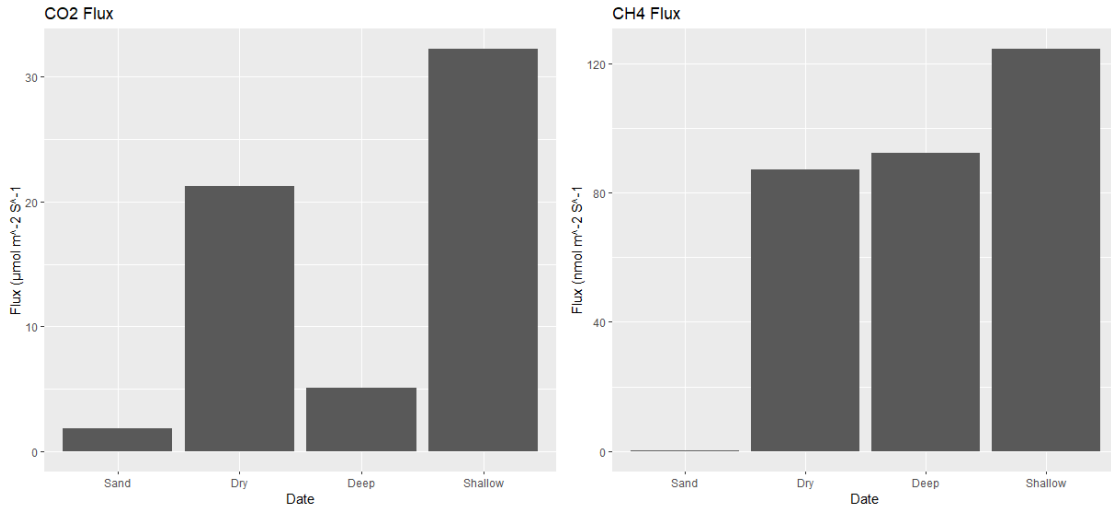 CO2 Flux
Flux (µmol m^-2 S^-1
30
20
10
0
Sand Dry Deep Shallow
Date
CH4 Flux
Flux (nmol m^-2 S^-1
120
80
40
0
Sand Dry Deep Shallow
Date